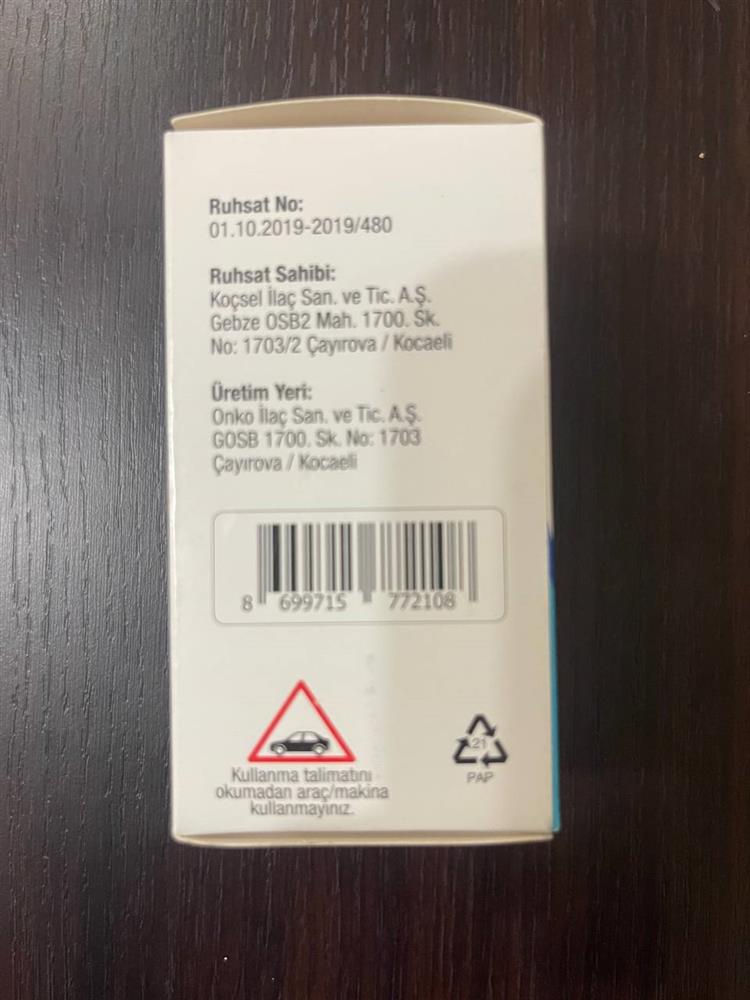 Ruhsat No:
01.10.2019-2019/480
Ruhsat Sahibi:
Koçsel İlaç San. ve Tic. A.Ş.
Gebze OSB2 Mah. 1700. Sk.
No: 1703/2 Çayırova / Kocaeli
Üretim Yeri:
Onko İlaç San. ve Tic. A.Ş.
GOSB 1700. Sk. No: 1703
Çayırova / Kocaeli
8 699715 772108
Kullanma talimatını
okumadan araç/makina
kullanmayınız.
21
PAP